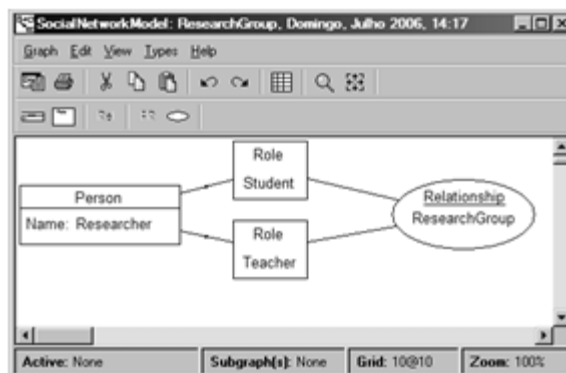 SocialNetworkModel: ResearchGroup, Domingo, Julho 2006, 14:17
Graph Edit View Types Help
Role
Student
Person
Name: Researcher
Relationship
ResearchGroup
Role
Teacher
Active: None Subgraph(s): None Grid: 10@10 Zoom: 100%